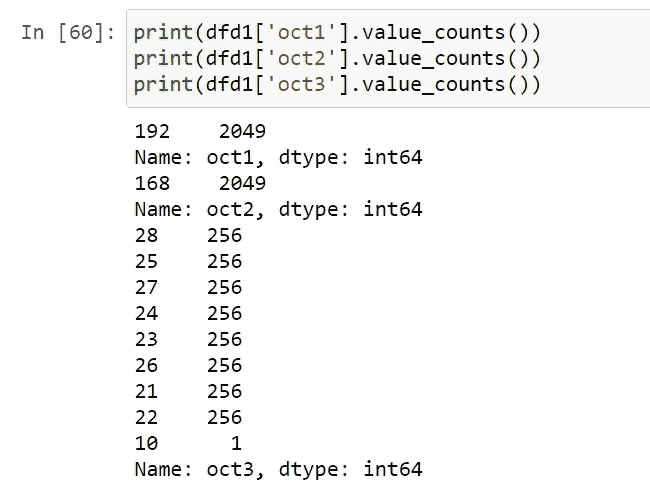 In [60]: print(dfd1['oct1'].value_counts())
print(dfd1['oct2'].value_counts())
print(dfd1['oct3'].value_counts())
192 2049
Name: oct1, dtype: int64
168 2049
Name: oct2, dtype: int64
28 256
25 256
27 256
24 256
23 256
26 256
21 256
22 256
10 1
Name: oct3, dtype: int64